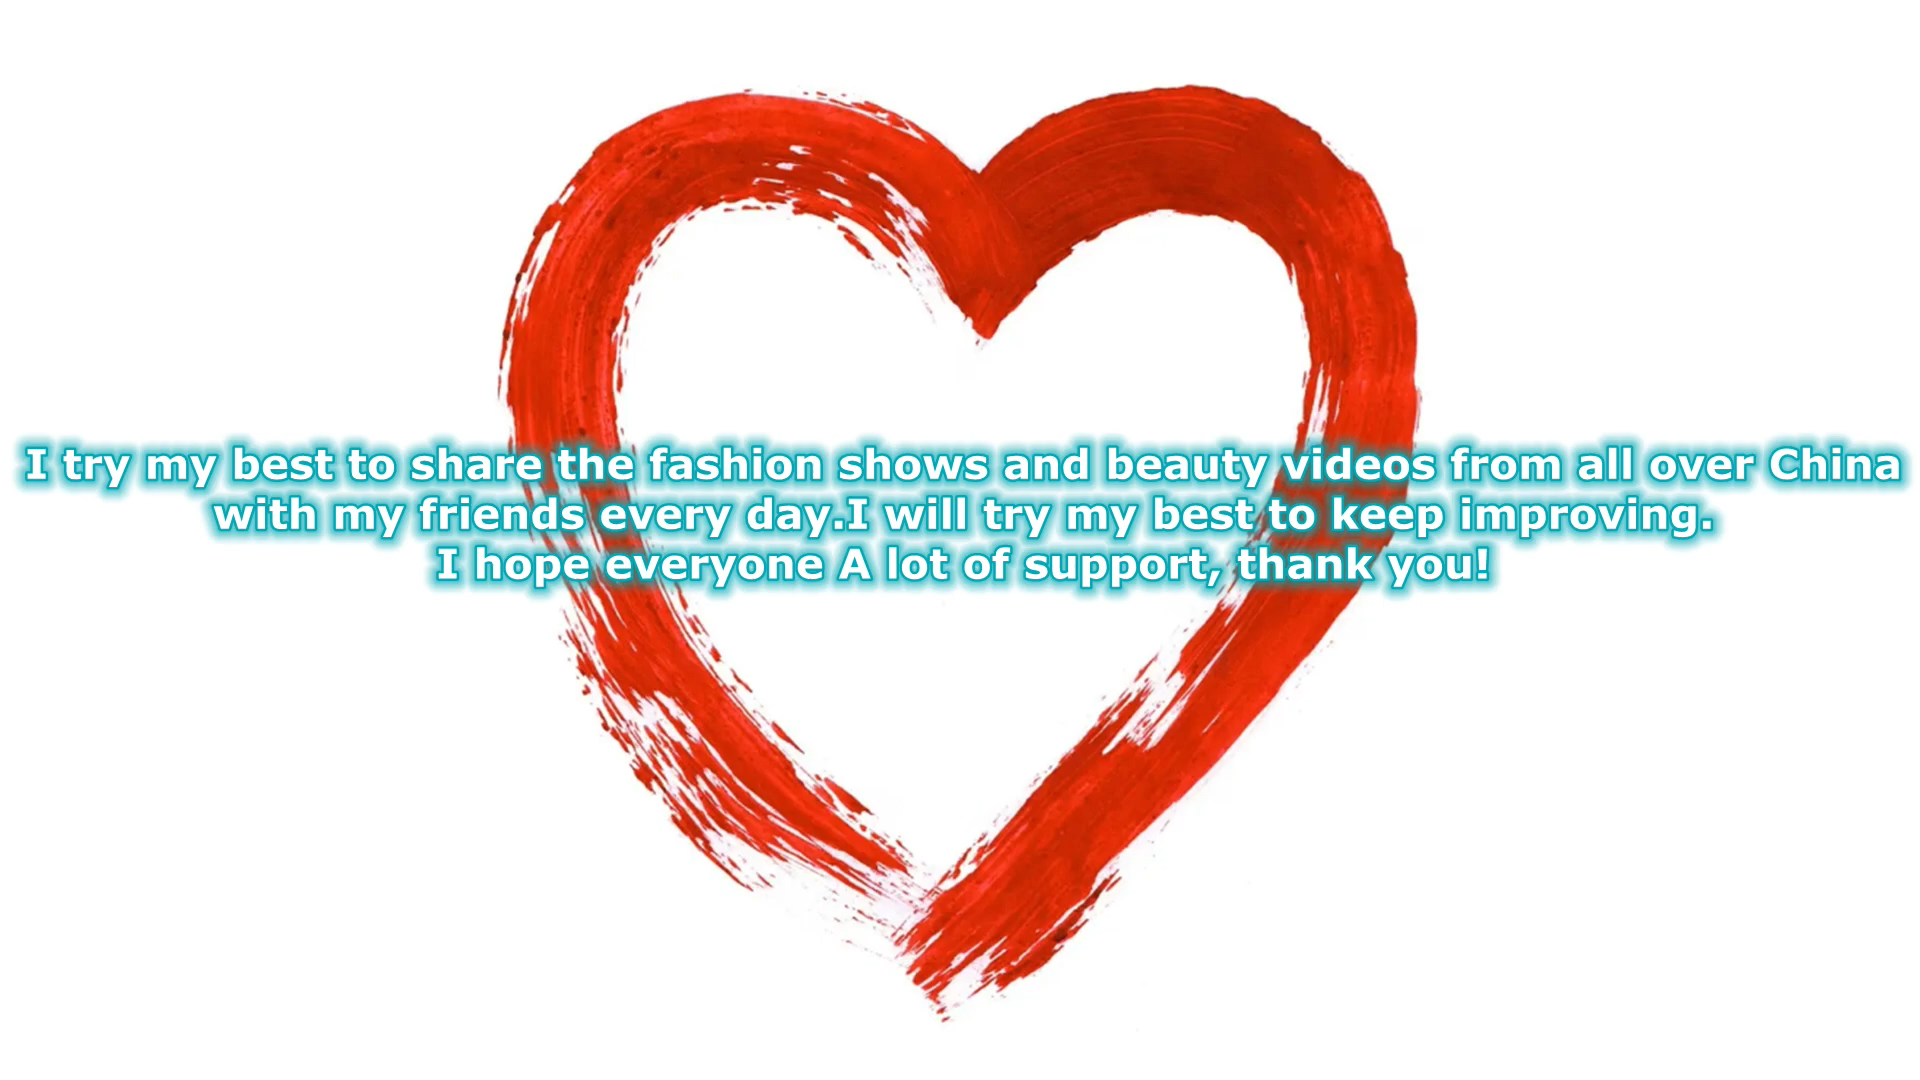 I try my best to share the fashion shows and beauty videos from all over China
with my friends every day.I will try my best to keep improving.
I hope everyone A lot of support, thank you!